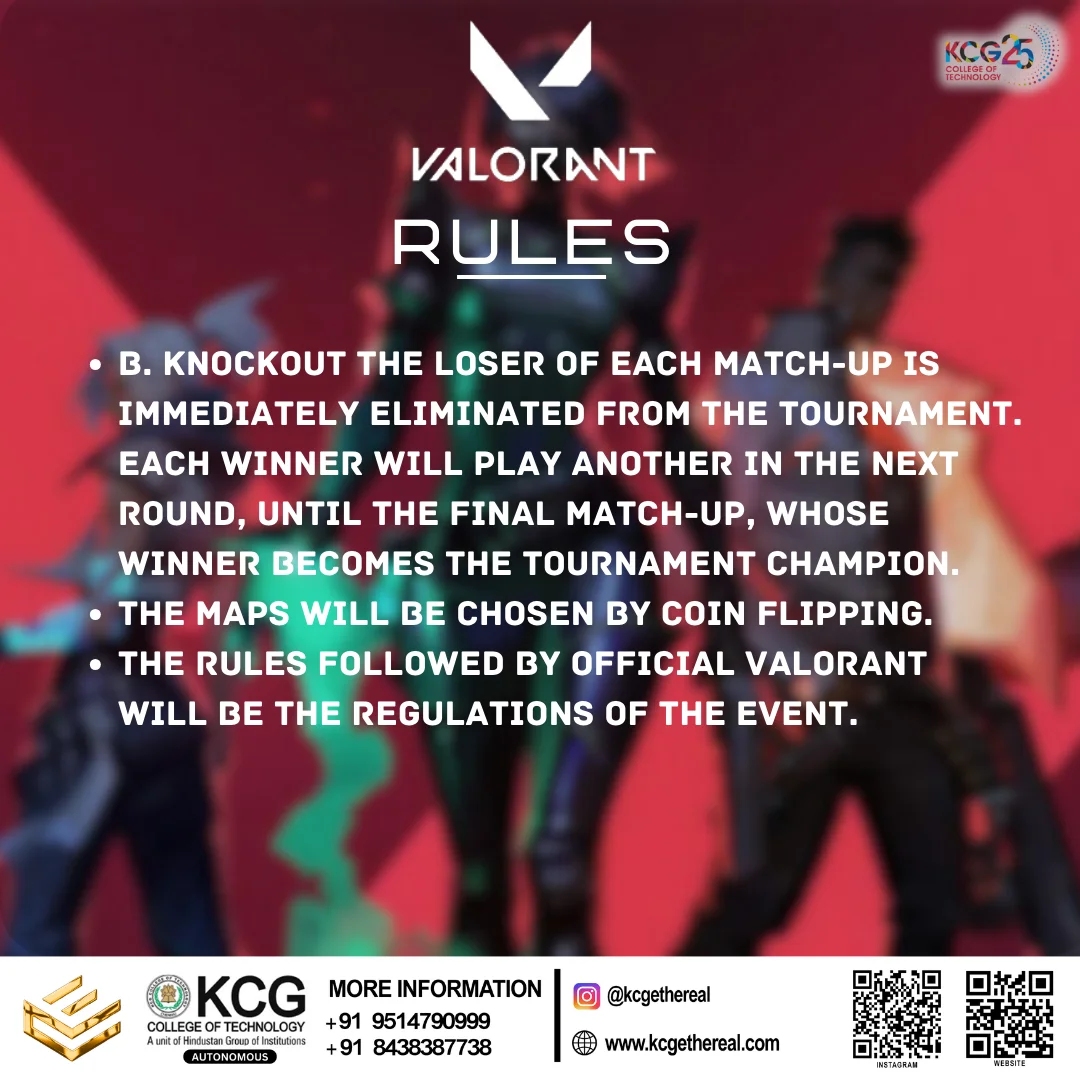 KCG25
COLLEGE OF
TECHNOLOGY
VALORANT
RULES
• B. KNOCKOUT THE LOSER OF EACH MATCH-UP IS
IMMEDIATELY ELIMINATED FROM THE TOURNAMENT.
EACH WINNER WILL PLAY ANOTHER IN THE NEXT
ROUND, UNTIL THE FINAL MATCH-UP, WHOSE
WINNER BECOMES THE TOURNAMENT CHAMPION.
• THE MAPS WILL BE CHOSEN BY COIN FLIPPING.
• THE RULES FOLLOWED BY OFFICIAL VALORANT
WILL BE THE REGULATIONS OF THE EVENT.
KCG
COLLEGE OF TECHNOLOGY
A unit of Hindustan Group of Institutions
AUTONOMOUS
MORE INFORMATION
+91 9514790999
+91 8438387738
@kcgethereal
www.kcgethereal.com
INSTAGRAM
WEBSITE